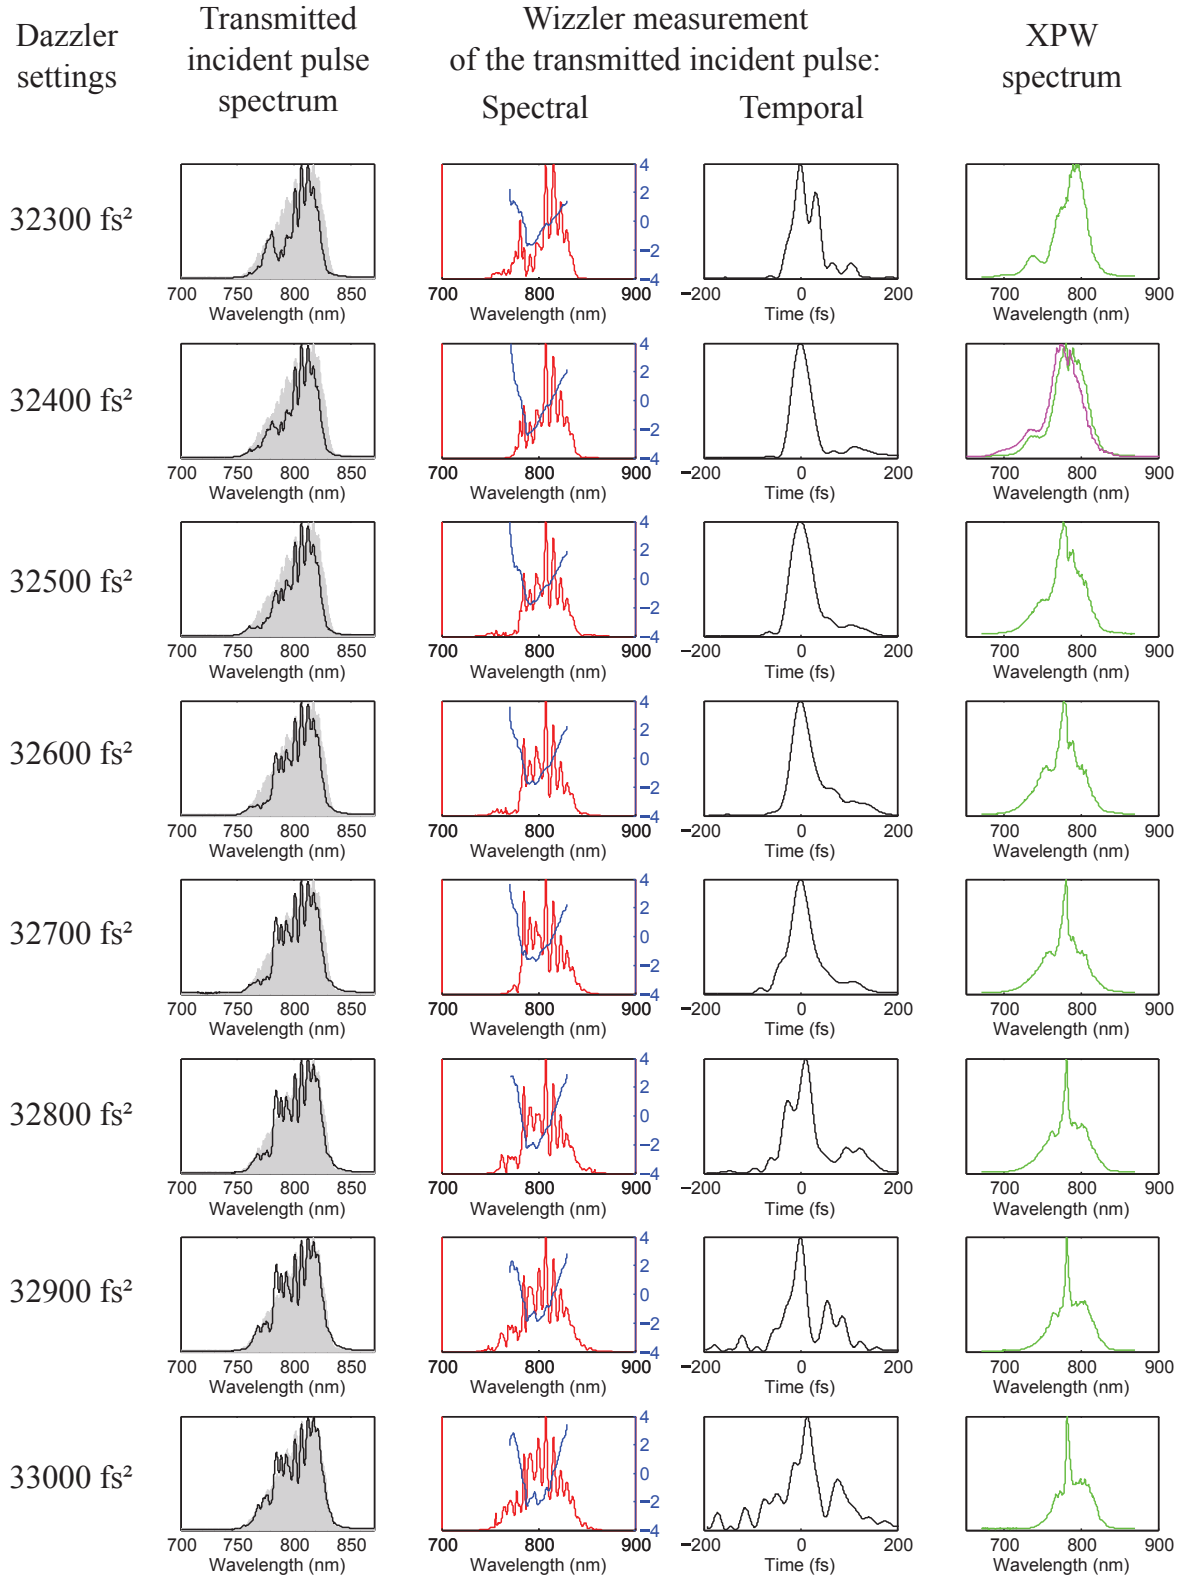 Dazzler
settings
Transmitted
incident pulse
spectrum
Wizzler measurement
of the transmitted incident pulse:
Spectral
Temporal
XPW
spectrum
32300 fs²
700 750 800 850
Wavelength (nm)
700 800 900
Wavelength (nm)
4
2
0
−2
−4
−200 0 200
Time (fs)
700 800 900
Wavelength (nm)
32400 fs²
700 750 800 850
Wavelength (nm)
700 800 900
Wavelength (nm)
4
2
0
−2
−4
−200 0 200
Time (fs)
700 800 900
Wavelength (nm)
32500 fs²
700 750 800 850
Wavelength (nm)
700 800 900
Wavelength (nm)
4
2
0
−2
−4
−200 0 200
Time (fs)
700 800 900
Wavelength (nm)
32600 fs²
700 750 800 850
Wavelength (nm)
700 800 900
Wavelength (nm)
4
2
0
−2
−4
−200 0 200
Time (fs)
700 800 900
Wavelength (nm)
32700 fs²
700 750 800 850
Wavelength (nm)
700 800 900
Wavelength (nm)
4
2
0
−2
−4
−200 0 200
Time (fs)
700 800 900
Wavelength (nm)
32800 fs²
700 750 800 850
Wavelength (nm)
700 800 900
Wavelength (nm)
4
2
0
−2
−4
−200 0 200
Time (fs)
700 800 900
Wavelength (nm)
32900 fs²
700 750 800 850
Wavelength (nm)
700 800 900
Wavelength (nm)
4
2
0
−2
−4
−200 0 200
Time (fs)
700 800 900
Wavelength (nm)
33000 fs²
700 750 800 850
Wavelength (nm)
700 800 900
Wavelength (nm)
4
2
0
−2
−4
−200 0 200
Time (fs)
700 800 900
Wavelength (nm)